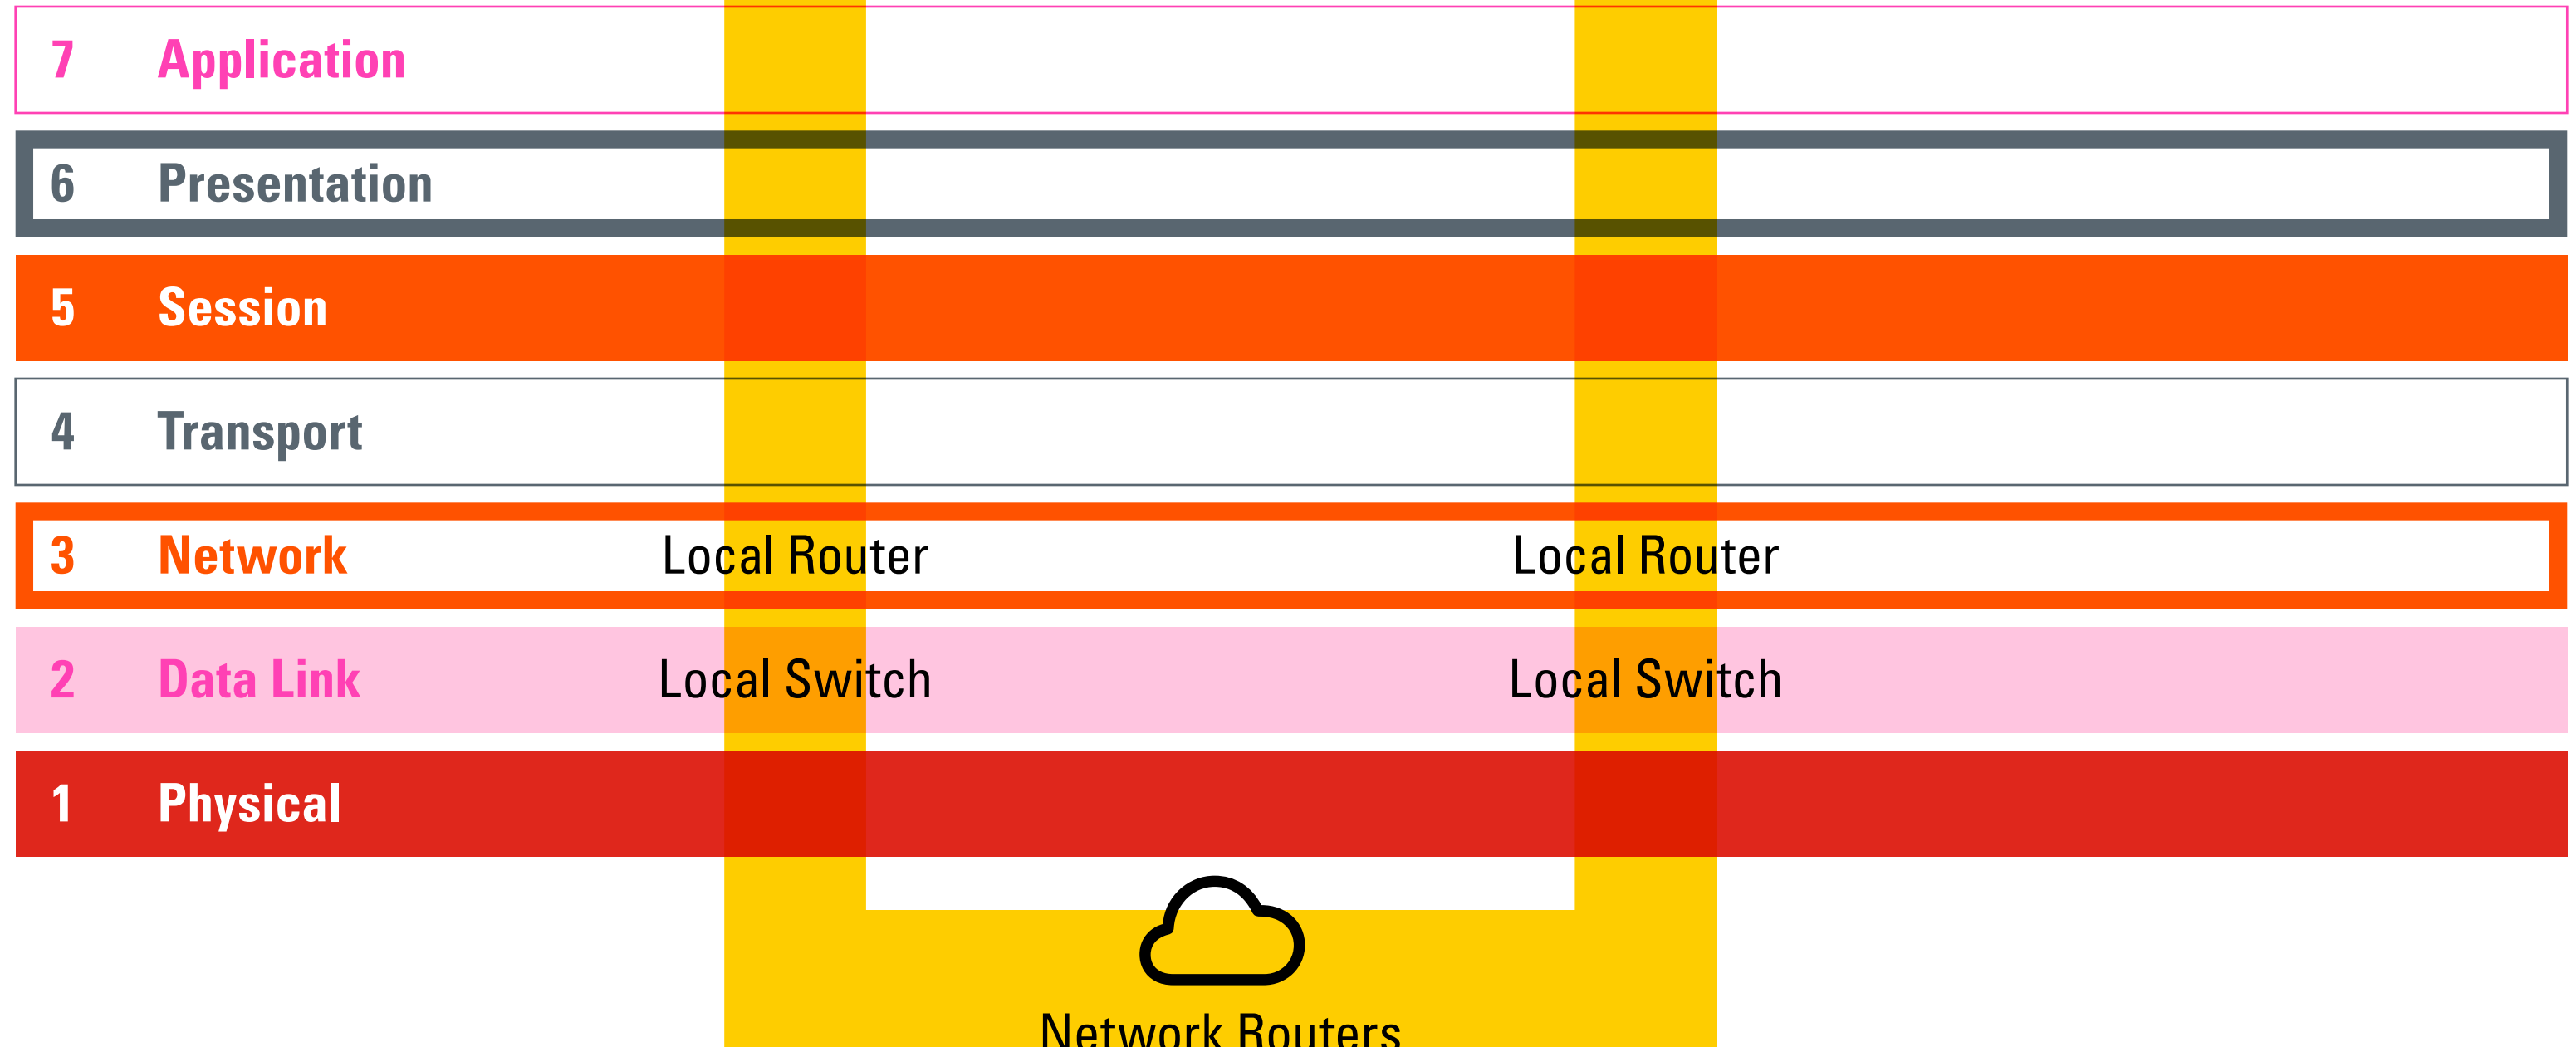 7 Application
6 Presentation
5 Session
4 Transport
3 Network Local Router Local Router
2 Data Link Local Switch Local Switch
1 Physical
Network Routers